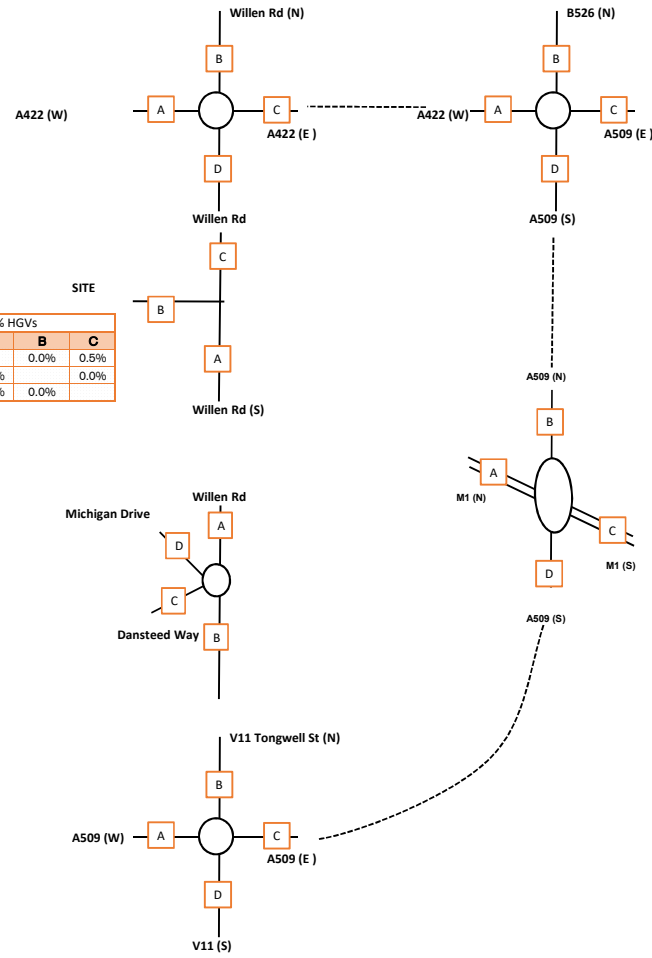 Willen Rd (N)
B526 (N)
B
B
A422 (W)
A
C
A422 (W)
A
C
A422 (E )
A509 (E )
D
D
Willen Rd
A509 (S)
C
SITE
B
% HGVs
B C
0.0% 0.5%
% 0.0%
% 0.0%
A
A509 (N)
Willen Rd (S)
B
A
M1 (N)
Willen Rd
Michigan Drive
A
C
D
M1 (S)
D
C
A509 (S)
Dansteed Way
B
V11 Tongwell St (N)
B
A509 (W)
A
C
A509 (E )
D
V11 (S)